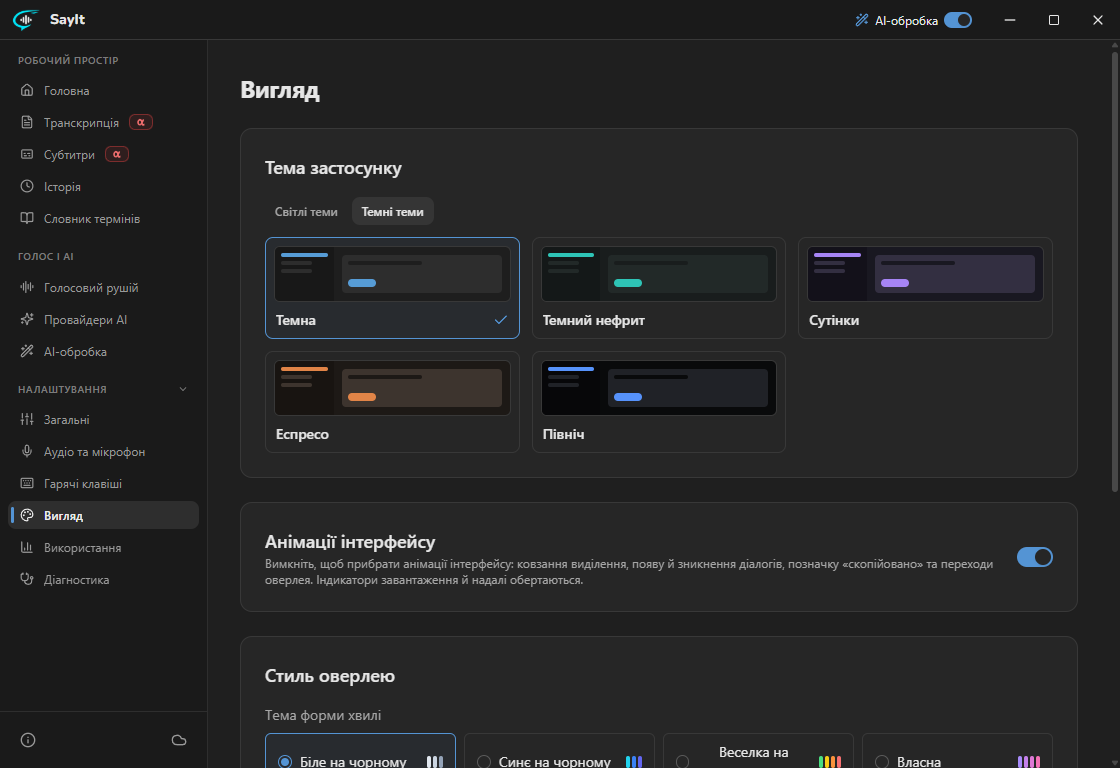 SayIt
AI-обробка
РОБОЧИЙ ПРОСТІР
Головна
Транскрипція α
Субтитри α
Історія
Словник термінів
ГОЛОС І AI
Голосовий рушій
Провайдери AI
AI-обробка
НАЛАШТУВАННЯ
Загальні
Аудіо та мікрофон
Гарячі клавіші
Вигляд
Використання
Діагностика
Вигляд
Тема застосунку
Світлі теми
Темні теми
Темна
Темний нефрит
Сутінки
Еспресо
Північ
Анімації інтерфейсу
Вимкніть, щоб прибрати анімації інтерфейсу: ковзання виділення, появу й зникнення діалогів, позначку «скопійовано» та переходи
оверлея. Індикатори завантаження й надалі обертаються.
Стиль оверлею
Тема форми хвилі
Біле на чорному
Синє на чорному
Веселка на
Власна